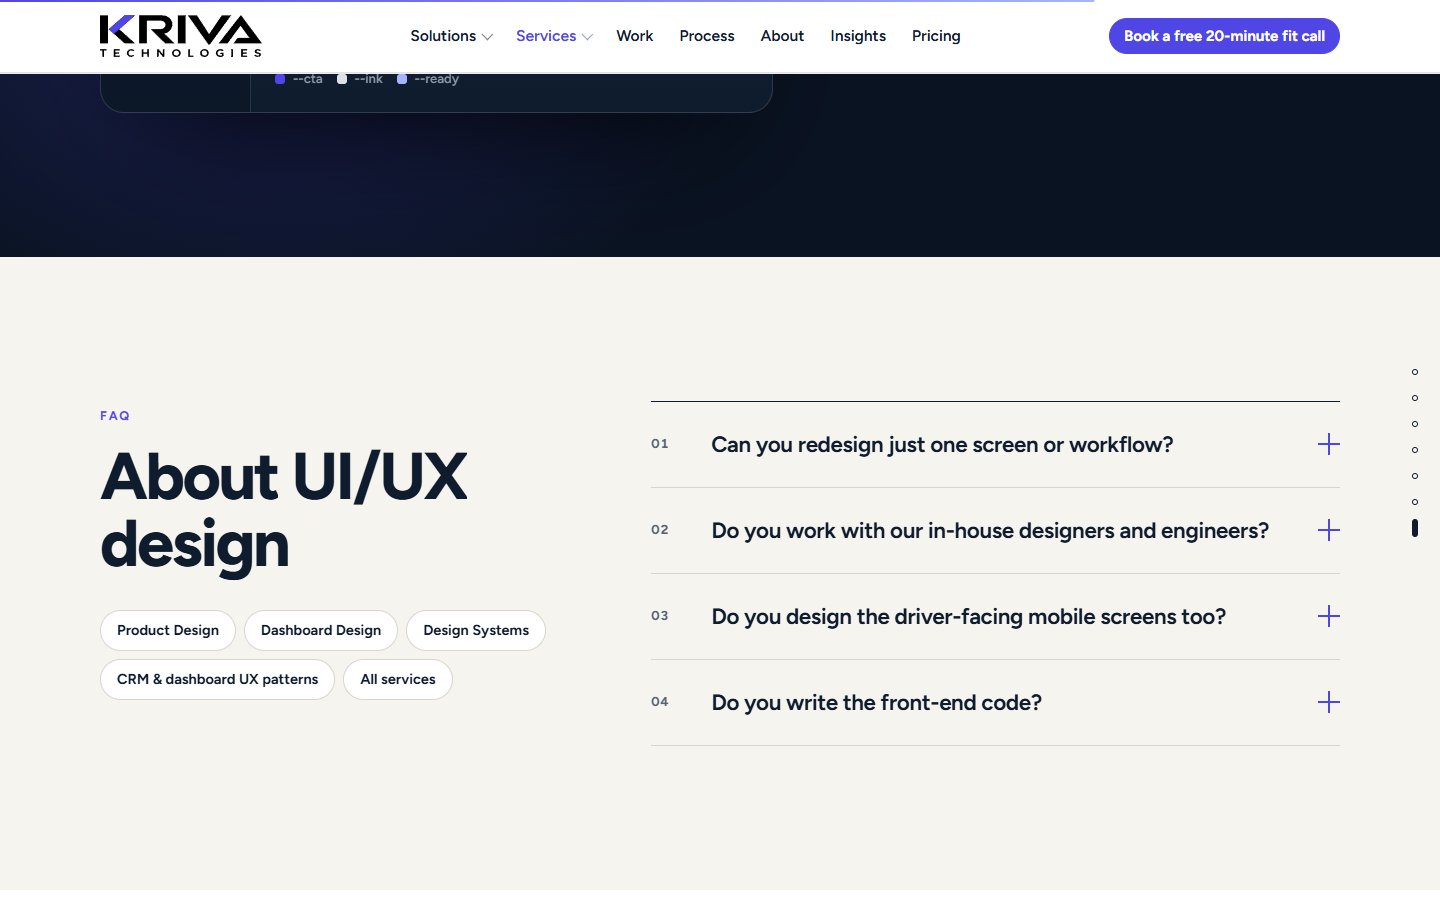 KRIVA
TECHNOLOGIES
Solutions
Services
Work
Process
About
Insights
Pricing
Book a free 20-minute fit call
--cta
--ink
--ready
FAQ
About UI/UX
design
Product Design
Dashboard Design
Design Systems
CRM & dashboard UX patterns
All services
01
Can you redesign just one screen or workflow?
02
Do you work with our in-house designers and engineers?
03
Do you design the driver-facing mobile screens too?
04
Do you write the front-end code?